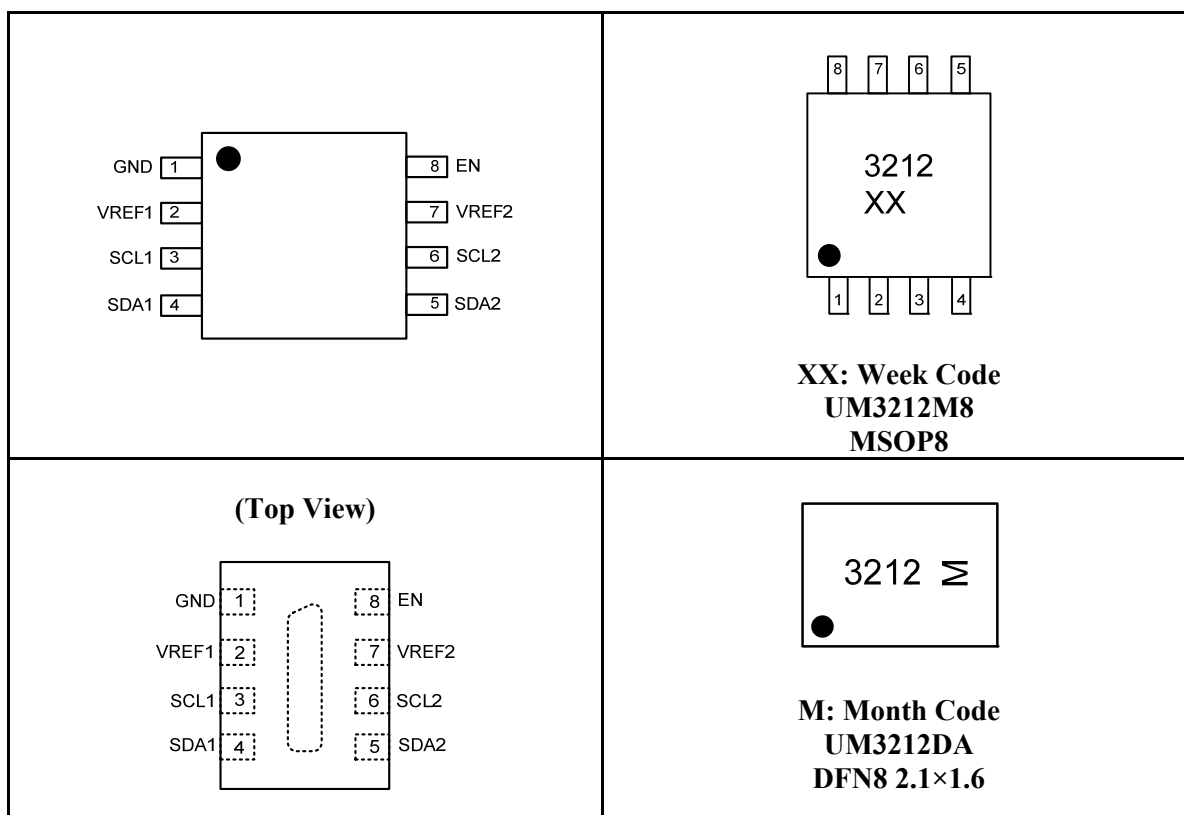 GND 1 8 EN
VREF1 2 7 VREF2
SCL1 3 6 SCL2
SDA1 4 5 SDA2
8 7 6 5
3212
XX
1 2 3 4
XX: Week Code
UM3212M8
MSOP8
(Top View)
GND 1 8 EN
VREF1 2 7 VREF2
SCL1 3 6 SCL2
SDA1 4 5 SDA2
3212 M
M: Month Code
UM3212DA
DFN8 2.1×1.6